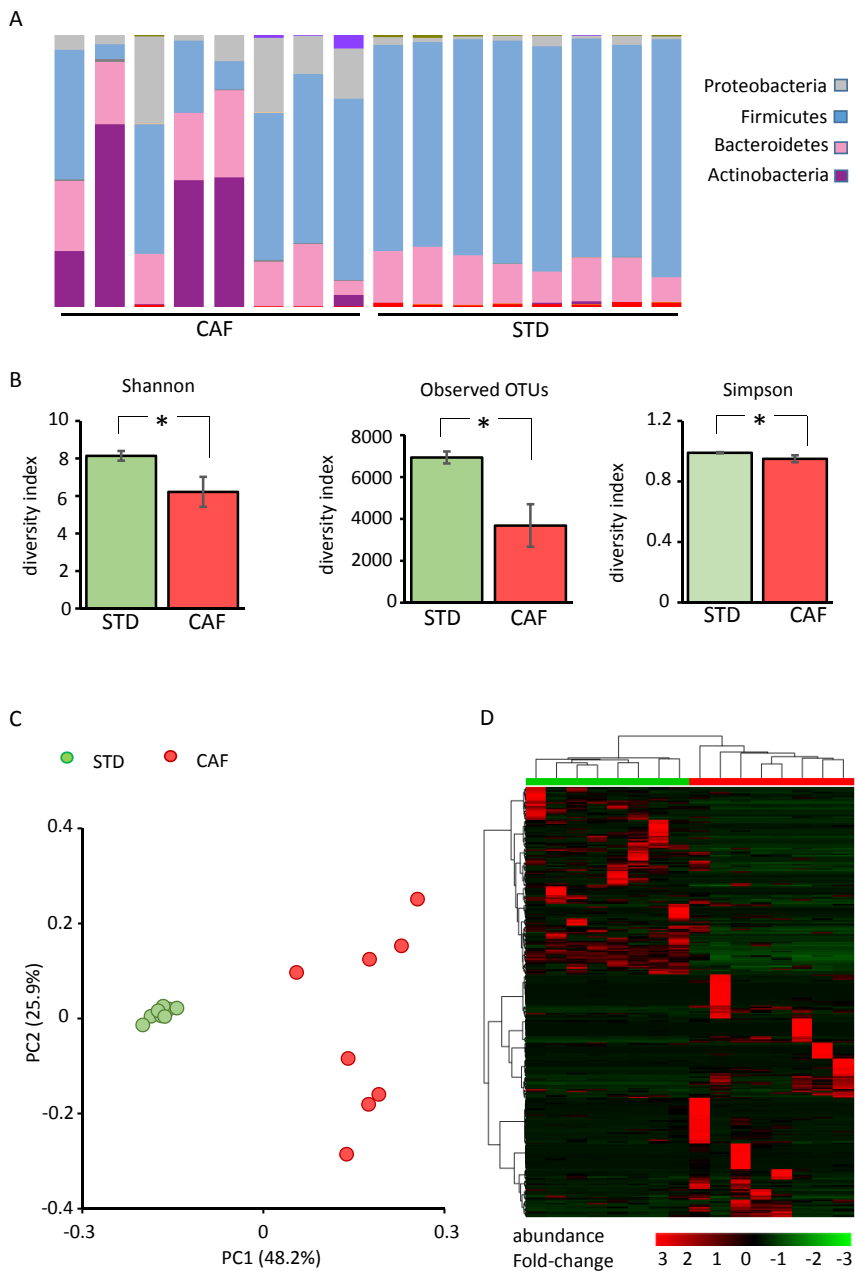 A
Proteobacteria
Firmicutes
Bacteroidetes
Actinobacteria
CAF
STD
B
Shannon
Observed OTUs
Simpson
*
*
*
diversity index
10
8
6
4
2
0
STD
CAF
diversity index
8000
6000
4000
2000
0
STD
CAF
diversity index
1.2
0.8
0.4
0
STD
CAF
C
STD
CAF
PC2 (25.9%)
0.4
0.2
0
-0.2
-0.4
-0.3
0
0.3
PC1 (48.2%)
D
abundance
Fold-change
3 2 1 0 -1 -2 -3